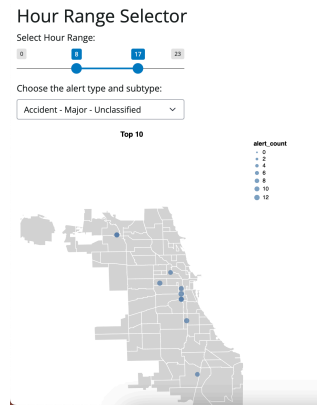 Hour Range Selector
Select Hour Range:
0 8 17 23
Choose the alert type and subtype:
Accident - Major - Unclassified
Top 10
alert_count
0
2
4
6
8
10
12